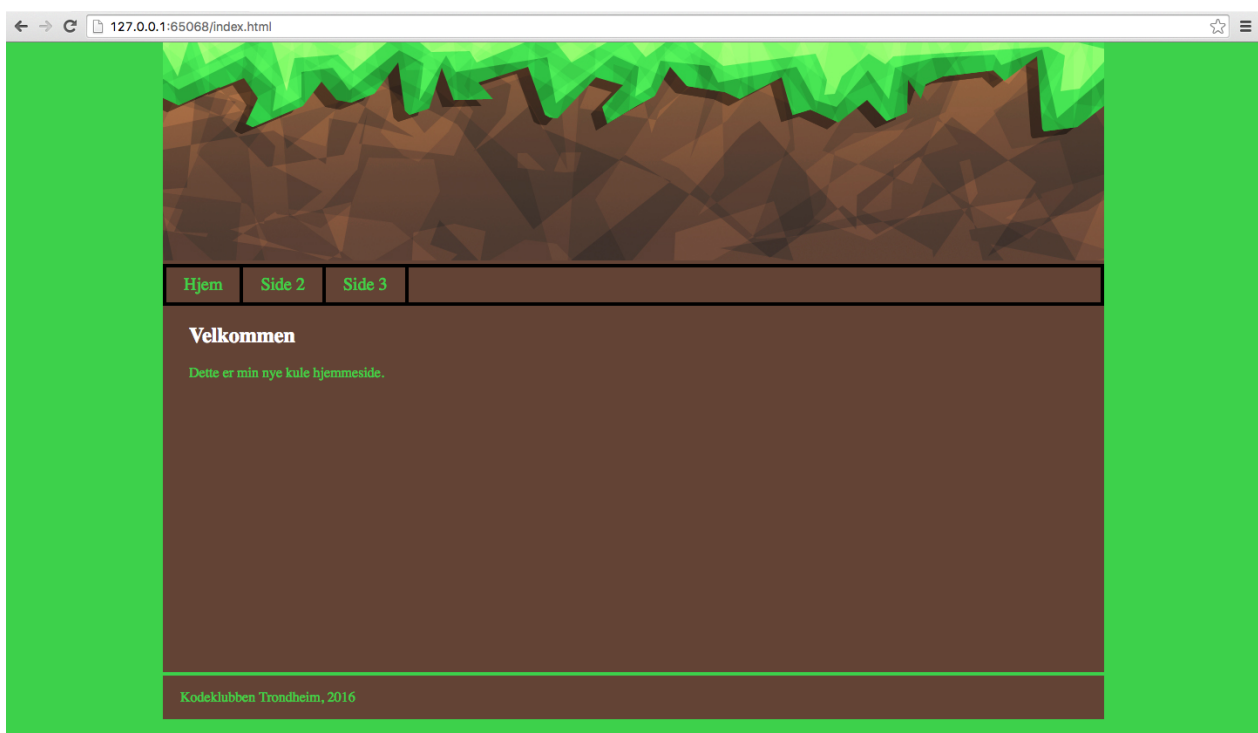 127.0.0.1:65068/index.html
Hjem Side 2 Side 3
Velkommen
Dette er min nye kule hjemmeside.
Kodeklubben Trondheim, 2016